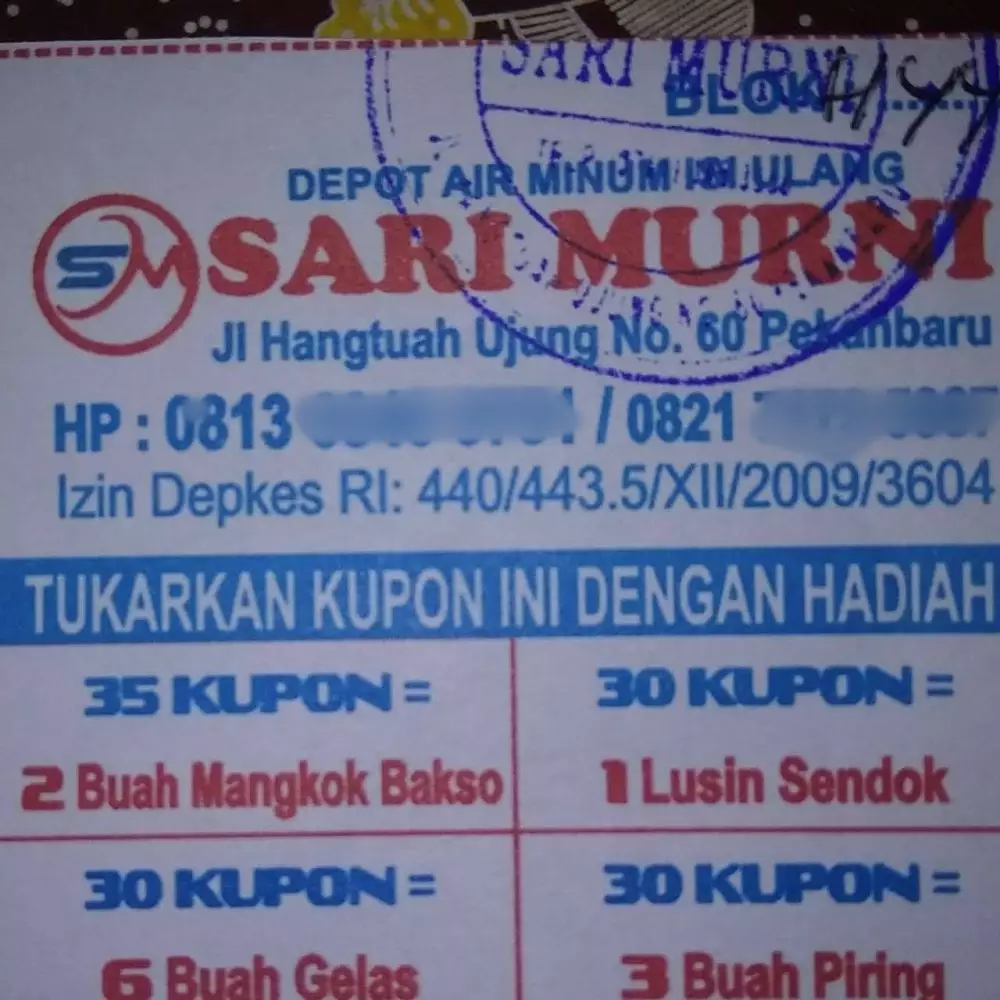 SARI MURNI
BLOK
DEPOT AIR MINUM ISI ULANG
SM SARI MURNI
Jl Hangtuah Ujung No. 60 Pekanbaru
HP : 0813 / 0821
Izin Depkes RI: 440/443.5/XII/2009/3604
TUKARKAN KUPON INI DENGAN HADIAH
35 KUPON = 30 KUPON =
2 Buah Mangkok Bakso 1 Lusin Sendok
30 KUPON = 30 KUPON =
6 Buah Gelas 3 Buah Piring